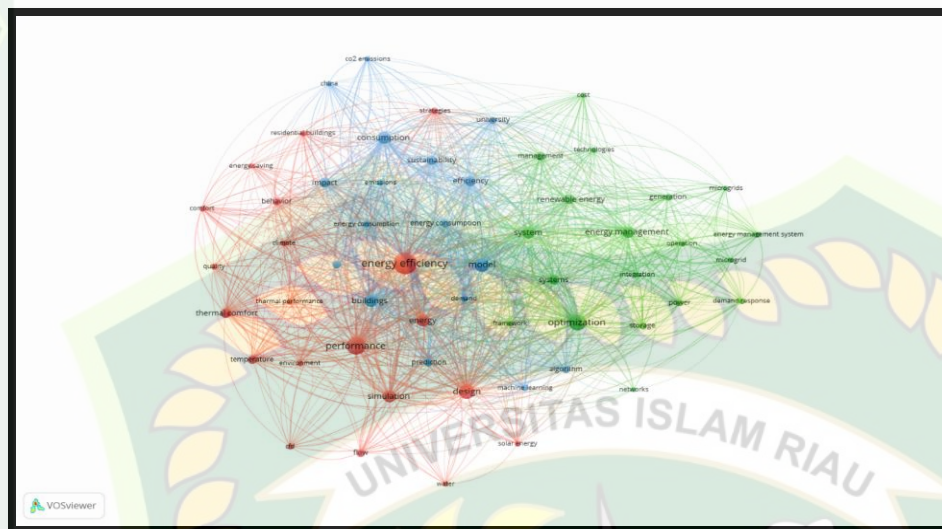 co2 emissions
china
cost
strategies
university
residential buildings
consumption
technologies
sustainability
management
energy saving
impact
emissions
efficiency
microgrids
generation
renewable energy
behavior
comfort
energy consumption
energy consumption
system
energy management
energy management system
operation
climate
microgrid
quality
energy efficiency
model
integration
systems
thermal performance
buildings
demand
power
demand response
thermal comfort
energy
framework
optimization
storage
performance
temperature
environment
prediction
algorithm
machine learning
networks
simulation
design
solar energy
flow
water
UNIVERSITAS ISLAM RIAU
VOSviewer